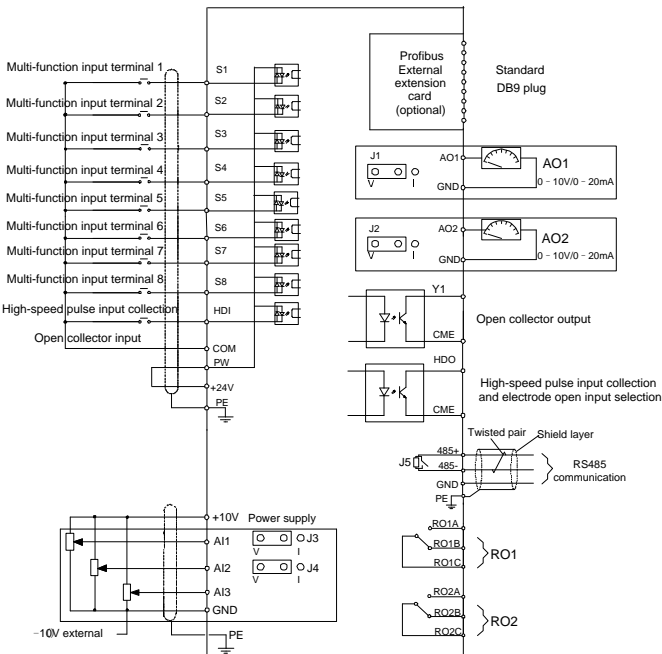 Multi-function input terminal 1
S1
Multi-function input terminal 2
S2
Multi-function input terminal 3
S3
Multi-function input terminal 4
S4
Multi-function input terminal 5
S5
Multi-function input terminal 6
S6
Multi-function input terminal 7
S7
Multi-function input terminal 8
S8
High-speed pulse input collection
HDI
Open collector input
COM
PW
+24V
PE
Profibus
External
extension
card
(optional)
Standard
DB9 plug
J1
V
I
AO1
GND
AO1
0-10V/0-20mA
J2
V
I
AO2
GND
AO2
0-10V/0-20mA
Y1
CME
Open collector output
HDO
CME
High-speed pulse input collection
and electrode open input selection
Twisted pair
Shield layer
J5
485+
485-
GND
PE
RS485
communication
+10V
Power supply
AI1
J3
V
I
AI2
J4
V
I
AI3
GND
-10V external
PE
RO1A
RO1B
RO1C
RO1
RO2A
RO2B
RO2C
RO2